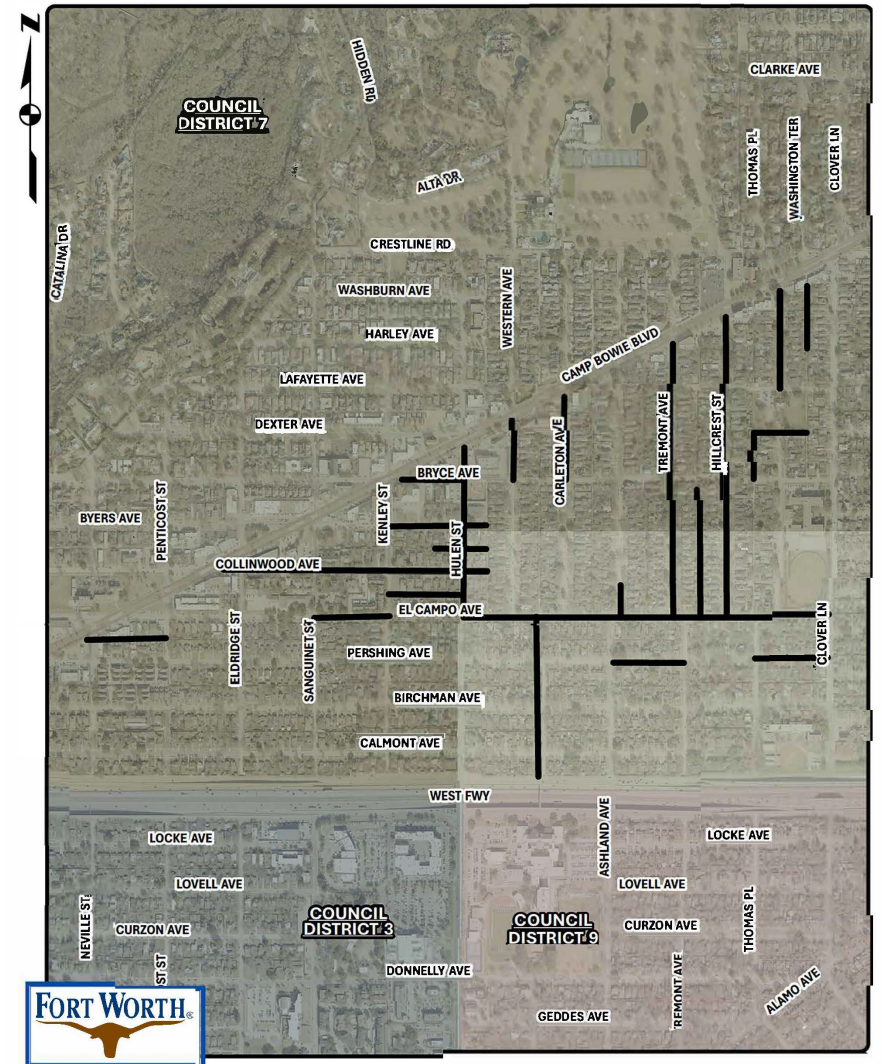 N
HIDDEN RD
CLARKE AVE
COUNCIL
DISTRICT 7
THOMAS PL
WASHINGTON TER
CLOVER LN
ALTA DR
CATALINA DR
CRESTLINE RD
WASHBURN AVE
WESTERN AVE
HARLEY AVE
CAMP BOWIE BLVD
LAFAYETTE AVE
TREMONT AVE
HILLCREST ST
DEXTER AVE
CARLETON AVE
BRYCE AVE
PENTICOST ST
KENLEY ST
BYERS AVE
HULEN ST
COLLINWOOD AVE
EL CAMPO AVE
CLOVER LN
ELDRIDGE ST
SANGUINET ST
PERSHING AVE
BIRCHMAN AVE
CALMONT AVE
WEST FWY
ASHLAND AVE
LOCKE AVE
LOCKE AVE
LOVELL AVE
LOVELL AVE
NEVILLE ST
COUNCIL
DISTRICT 3
COUNCIL
DISTRICT 9
THOMAS PL
CURZON AVE
CURZON AVE
ST ST
DONNELLY AVE
REMONT AVE
ALAMO AVE
GEDDES AVE
FORT WORTH®